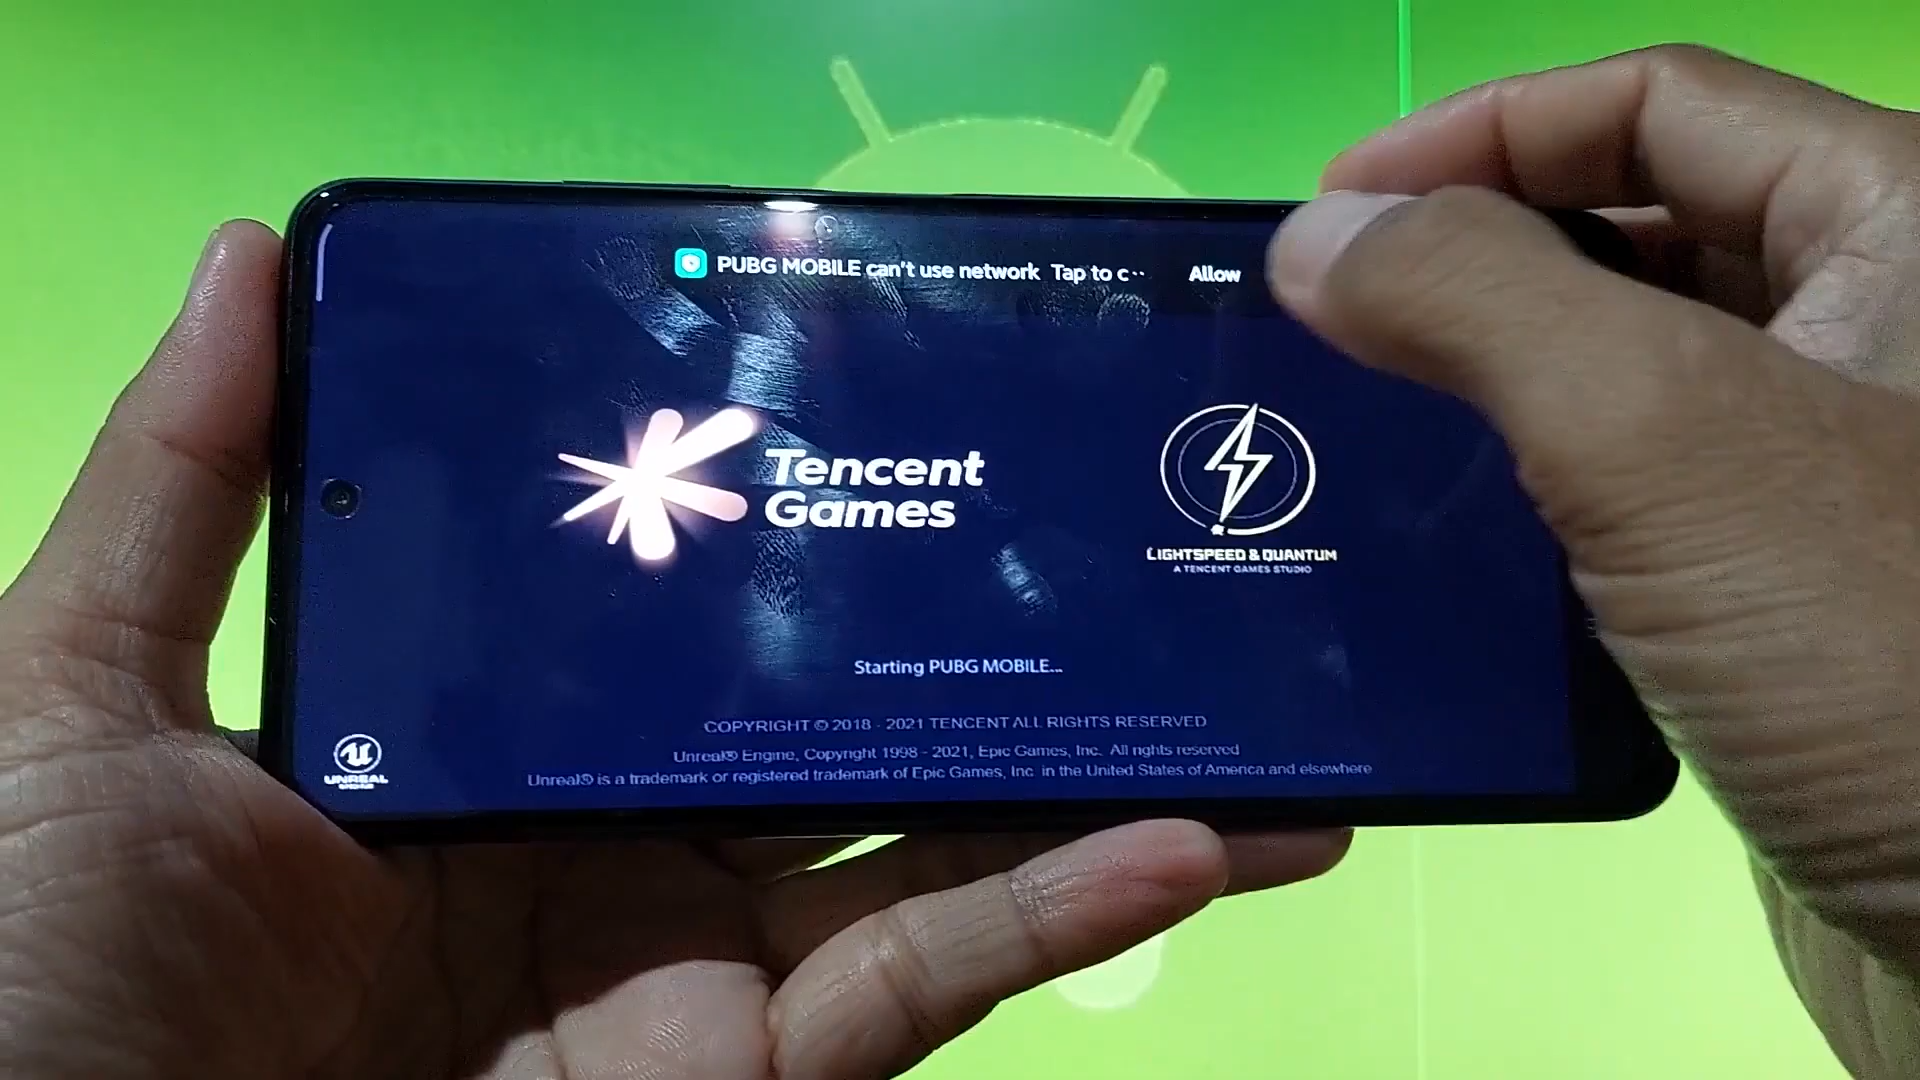 PUBG MOBILE can't use network Tap to c··
Allow
Tencent
Games
LIGHTSPEED & QUANTUM
A TENCENT GAMES STUDIO
Starting PUBG MOBILE...
COPYRIGHT © 2018 - 2021 TENCENT ALL RIGHTS RESERVED
Unreal® Engine, Copyright 1998 - 2021, Epic Games, Inc. All rights reserved
Unreal® is a trademark or registered trademark of Epic Games, Inc. in the United States of America and elsewhere
UNREAL
ENGINE